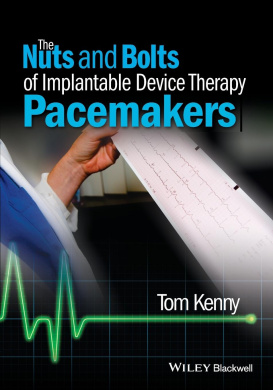 The
Nuts and Bolts
of Implantable Device Therapy
Pacemakers
Tom Kenny
WILEY Blackwell